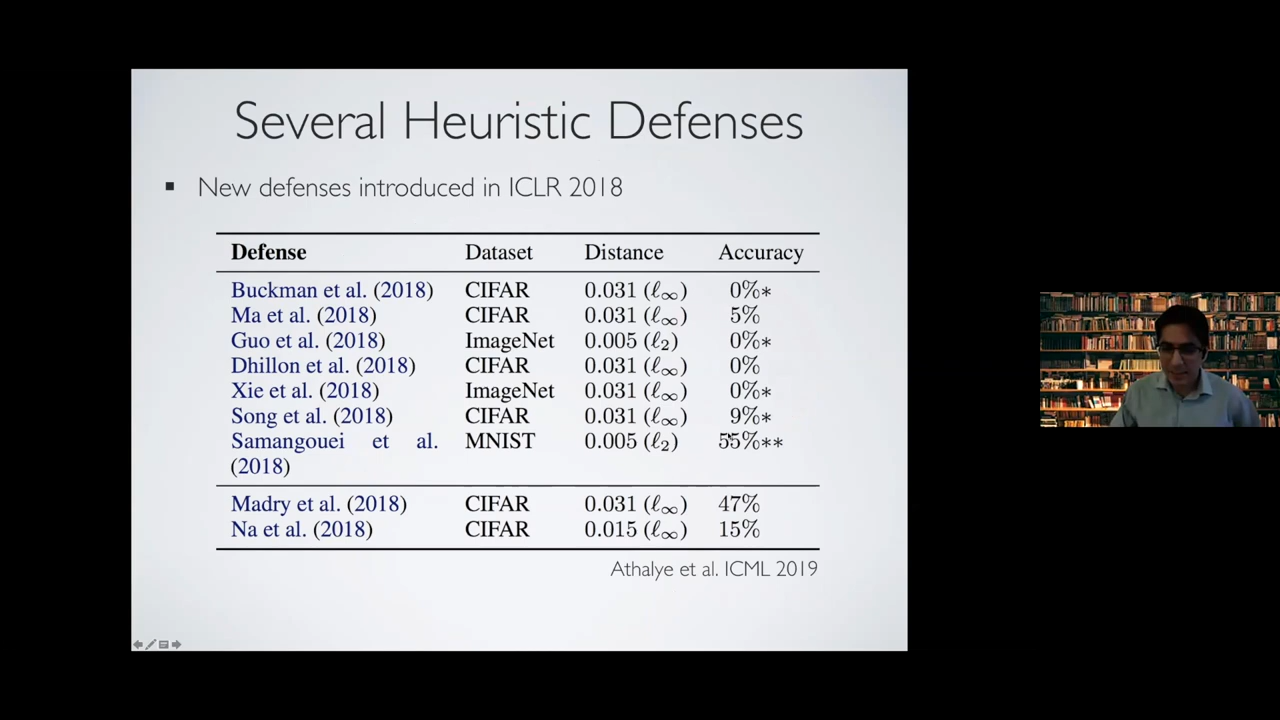 Several Heuristic Defenses
▪ New defenses introduced in ICLR 2018
Defense Dataset Distance Accuracy
Buckman et al. (2018) CIFAR 0.031 (ℓ∞) 0%∗
Ma et al. (2018) CIFAR 0.031 (ℓ∞) 5%
Guo et al. (2018) ImageNet 0.005 (ℓ2) 0%∗
Dhillon et al. (2018) CIFAR 0.031 (ℓ∞) 0%
Xie et al. (2018) ImageNet 0.031 (ℓ∞) 0%∗
Song et al. (2018) CIFAR 0.031 (ℓ∞) 9%∗
Samangouei et al. MNIST 0.005 (ℓ2) 55%∗∗
(2018)
Madry et al. (2018) CIFAR 0.031 (ℓ∞) 47%
Na et al. (2018) CIFAR 0.015 (ℓ∞) 15%
Athalye et al. ICML 2019